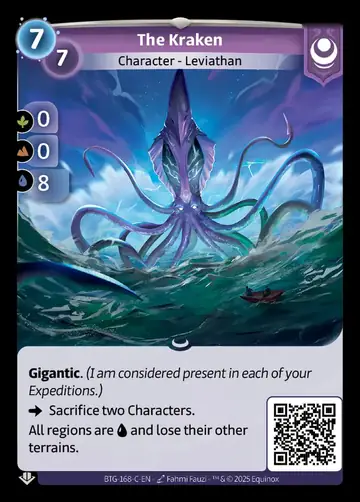 7
7
The Kraken
Character - Leviathan
0
0
8
Gigantic. (I am considered present in each of your
Expeditions.)
Sacrifice two Characters.
All regions are and lose their other
terrains.
BTG-168-C-EN - Fahmi Fauzi - ™ & © 2025 Equinox